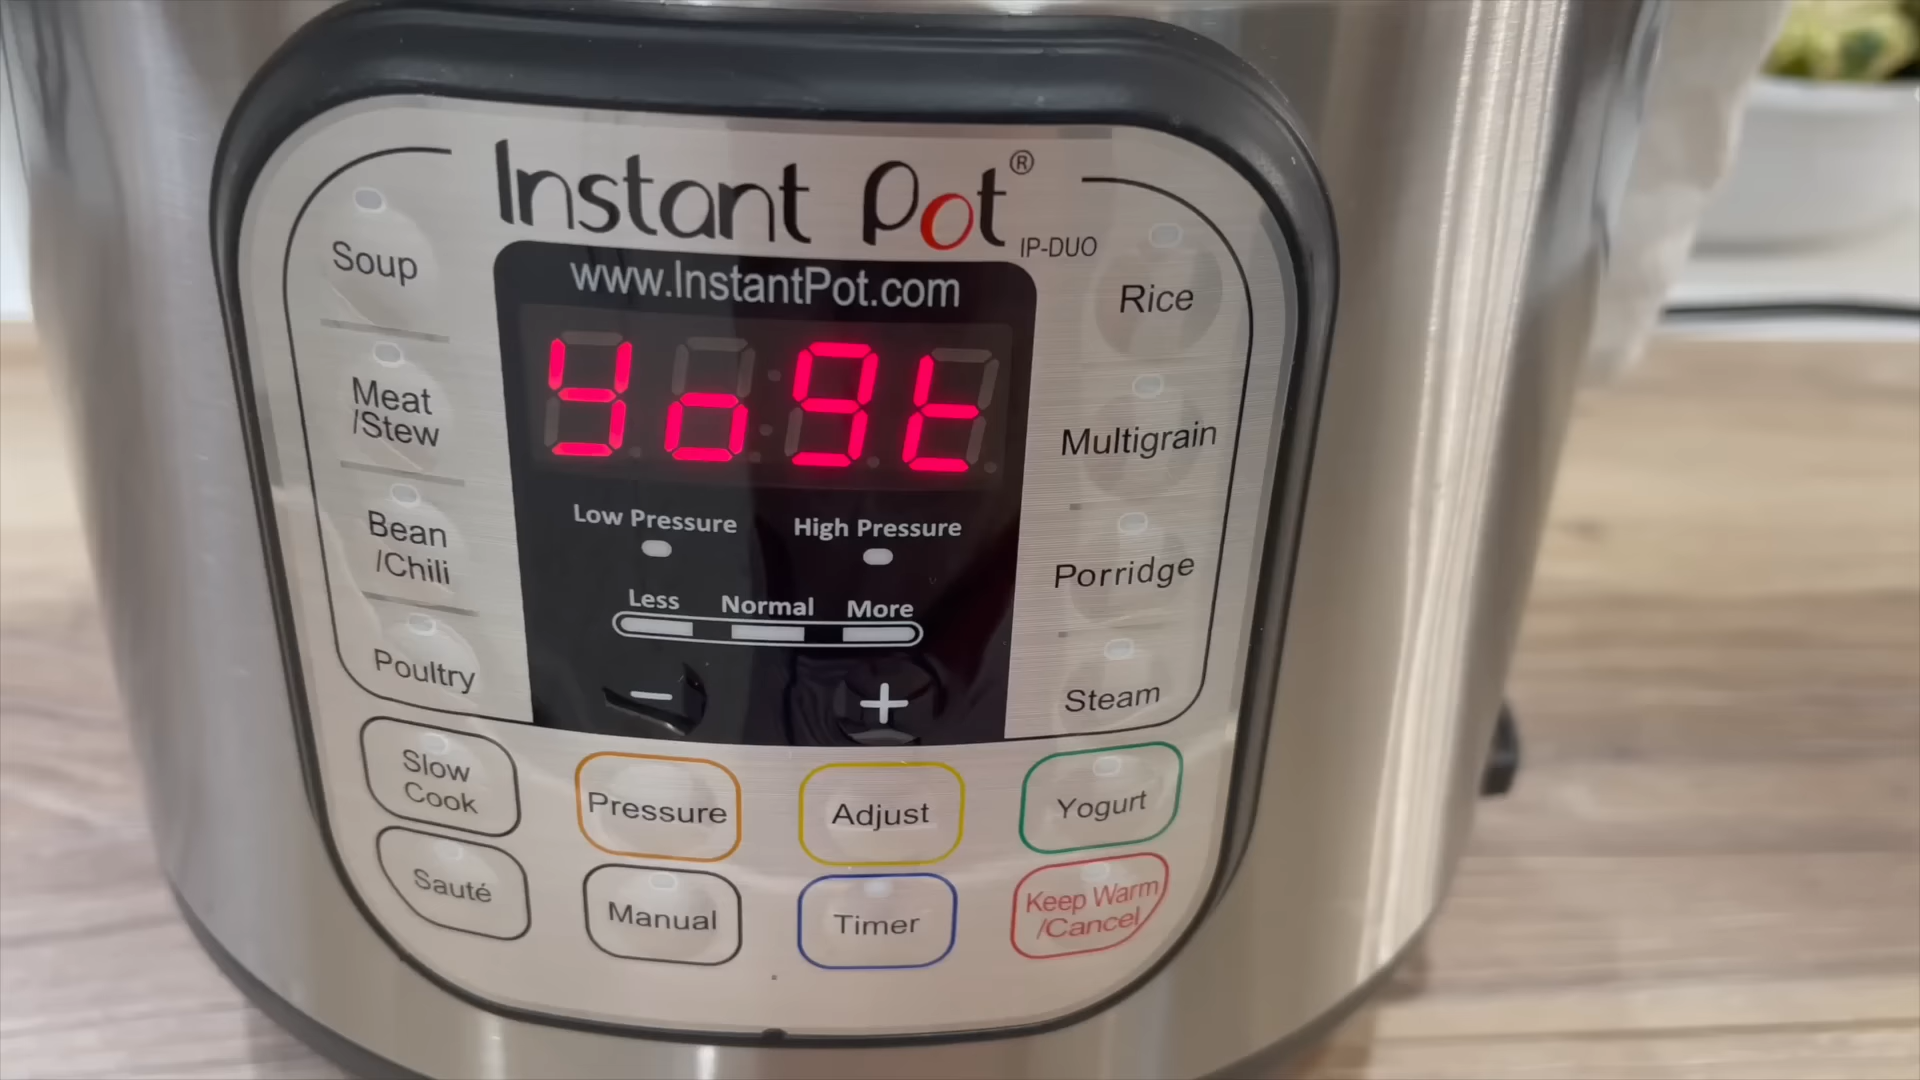 Instant Pot®
IP-DUO
www.InstantPot.com
yogt
Low Pressure
High Pressure
Less
Normal
More
−
+
Soup
Meat
/Stew
Bean
/Chili
Poultry
Rice
Multigrain
Porridge
Steam
Slow
Cook
Pressure
Adjust
Yogurt
Sauté
Manual
Timer
Keep Warm
/Cancel